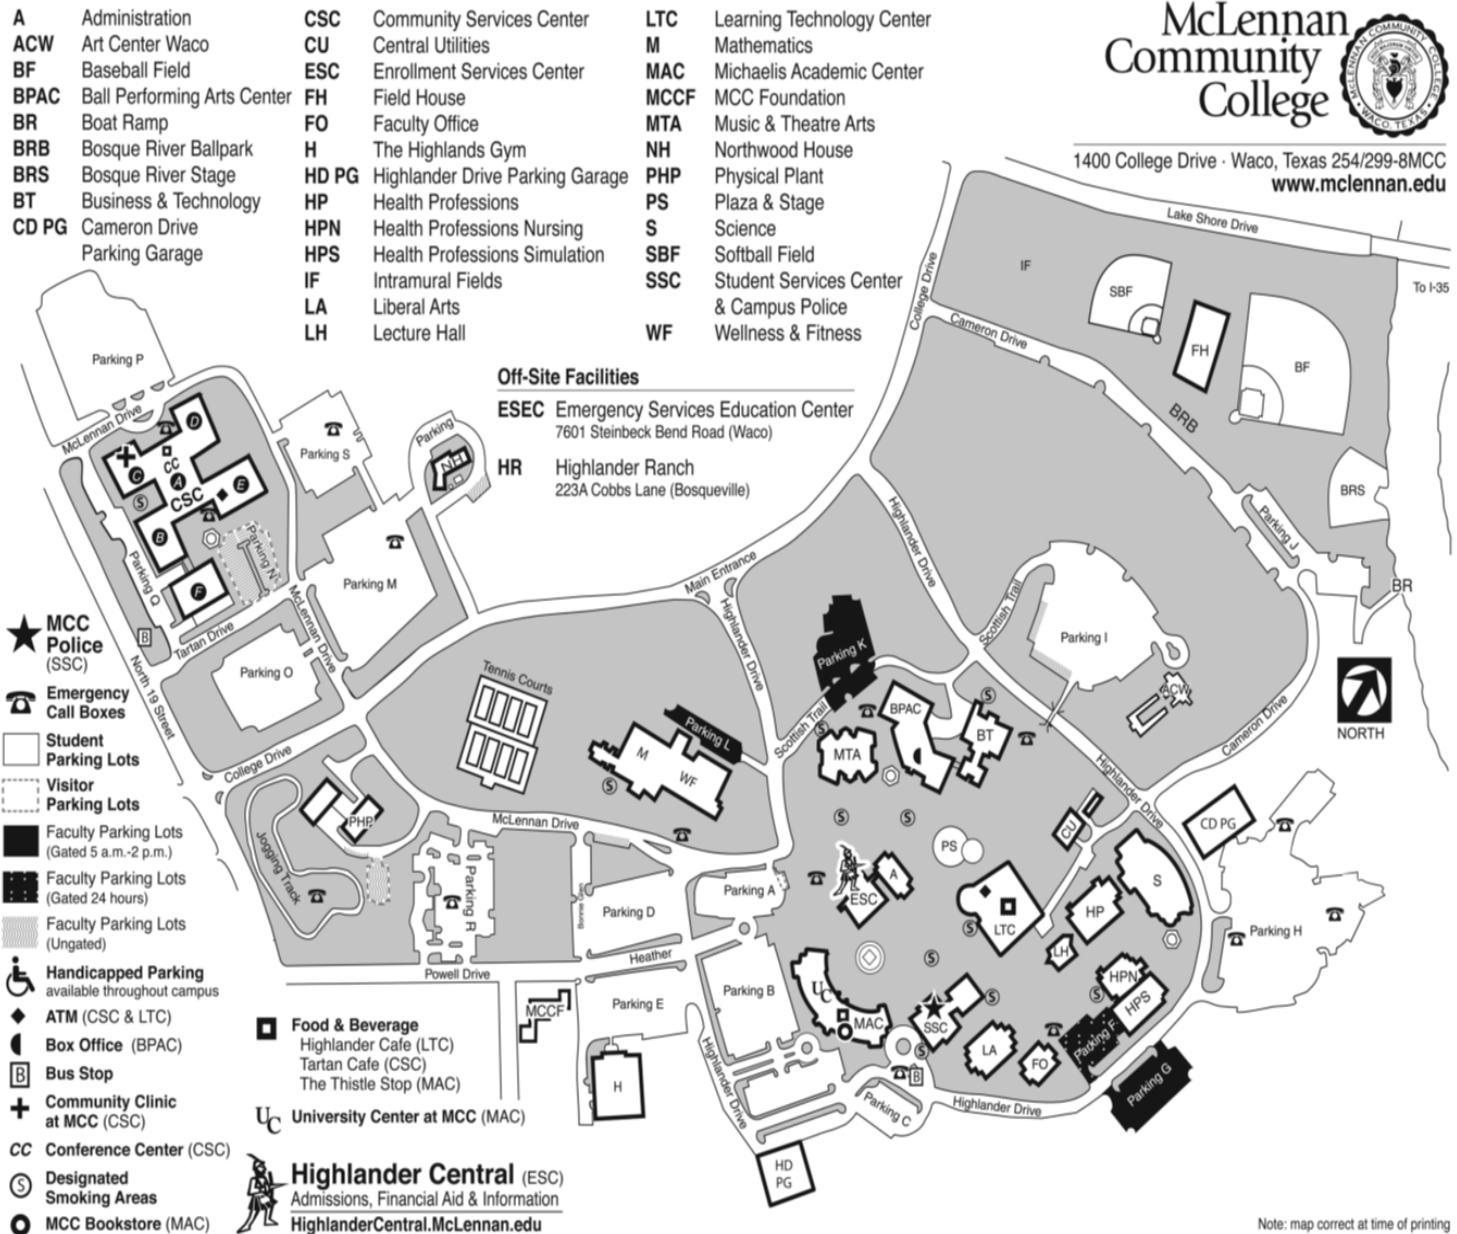 A Administration
ACW Art Center Waco
BF Baseball Field
BPAC Ball Performing Arts Center
BR Boat Ramp
BRB Bosque River Ballpark
BRS Bosque River Stage
BT Business & Technology
CD PG Cameron Drive
Parking Garage
CSC Community Services Center
CU Central Utilities
ESC Enrollment Services Center
FH Field House
FO Faculty Office
H The Highlands Gym
HD PG Highlander Drive Parking Garage
HP Health Professions
HPN Health Professions Nursing
HPS Health Professions Simulation
IF Intramural Fields
LA Liberal Arts
LH Lecture Hall
LTC Learning Technology Center
M Mathematics
MAC Michaelis Academic Center
MCCF MCC Foundation
MTA Music & Theatre Arts
NH Northwood House
PHP Physical Plant
PS Plaza & Stage
S Science
SBF Softball Field
SSC Student Services Center
& Campus Police
WF Wellness & Fitness
McLennan
Community
College
McLENNAN COMMUNITY COLLEGE
• WACO, TEXAS •
1400 College Drive · Waco, Texas 254/299-8MCC
www.mclennan.edu
Off-Site Facilities
ESEC Emergency Services Education Center
7601 Steinbeck Bend Road (Waco)
HR Highlander Ranch
223A Cobbs Lane (Bosqueville)
Lake Shore Drive
To I-35
College Drive
Cameron Drive
IF
SBF
FH
BF
BRB
BRS
Parking J
BR
Parking P
McLennan Drive
D
C
CC
A
CSC
E
S
B
F
Parking N
Parking Q
Parking S
Parking
NH
Parking M
McLennan Drive
Tartan Drive
B
North 19 Street
Parking O
College Drive
Main Entrance
Highlander Drive
Highlander Drive
Scottish Trail
Parking I
ACW
Cameron Drive
NORTH
Tennis Courts
Parking K
Parking L
Scottish Trail
M
WF
S
S
MTA
BPAC
S
BT
Highlander Drive
CD PG
CU
PHP
Jogging Track
McLennan Drive
Parking R
Bonnie Glen
Parking D
Parking A
S
S
PS
ESC
A
LTC
S
HP
LH
S
Parking H
Powell Drive
Heather
Parking E
Parking B
MCCF
H
UC
MAC
S
SSC
S
S
LA
FO
HPN
HPS
S
Parking F
Parking G
B
Parking C
Highlander Drive
Highlander Drive
HD
PG
MCC
Police
(SSC)
Emergency
Call Boxes
Student
Parking Lots
Visitor
Parking Lots
Faculty Parking Lots
(Gated 5 a.m.-2 p.m.)
Faculty Parking Lots
(Gated 24 hours)
Faculty Parking Lots
(Ungated)
Handicapped Parking
available throughout campus
ATM (CSC & LTC)
Box Office (BPAC)
B Bus Stop
Community Clinic
at MCC (CSC)
CC Conference Center (CSC)
S Designated
Smoking Areas
MCC Bookstore (MAC)
Food & Beverage
Highlander Cafe (LTC)
Tartan Cafe (CSC)
The Thistle Stop (MAC)
UC University Center at MCC (MAC)
Highlander Central (ESC)
Admissions, Financial Aid & Information
HighlanderCentral.McLennan.edu
Note: map correct at time of printing